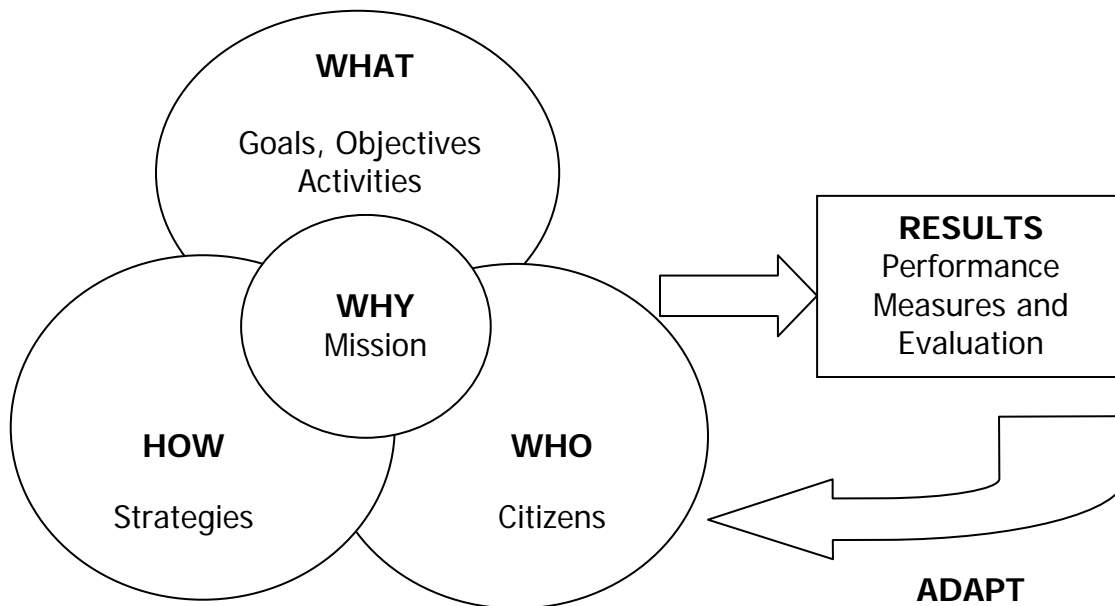 WHAT
Goals, Objectives
Activities
WHY
Mission
HOW
Strategies
WHO
Citizens
RESULTS
Performance
Measures and
Evaluation
ADAPT